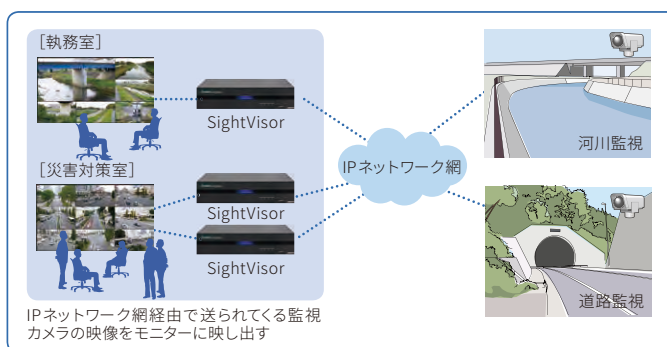 ［執務室］
SightVisor
［災害対策室］
SightVisor
SightVisor
IPネットワーク網
河川監視
道路監視
IPネットワーク網経由で送られてくる監視
カメラの映像をモニターに映し出す